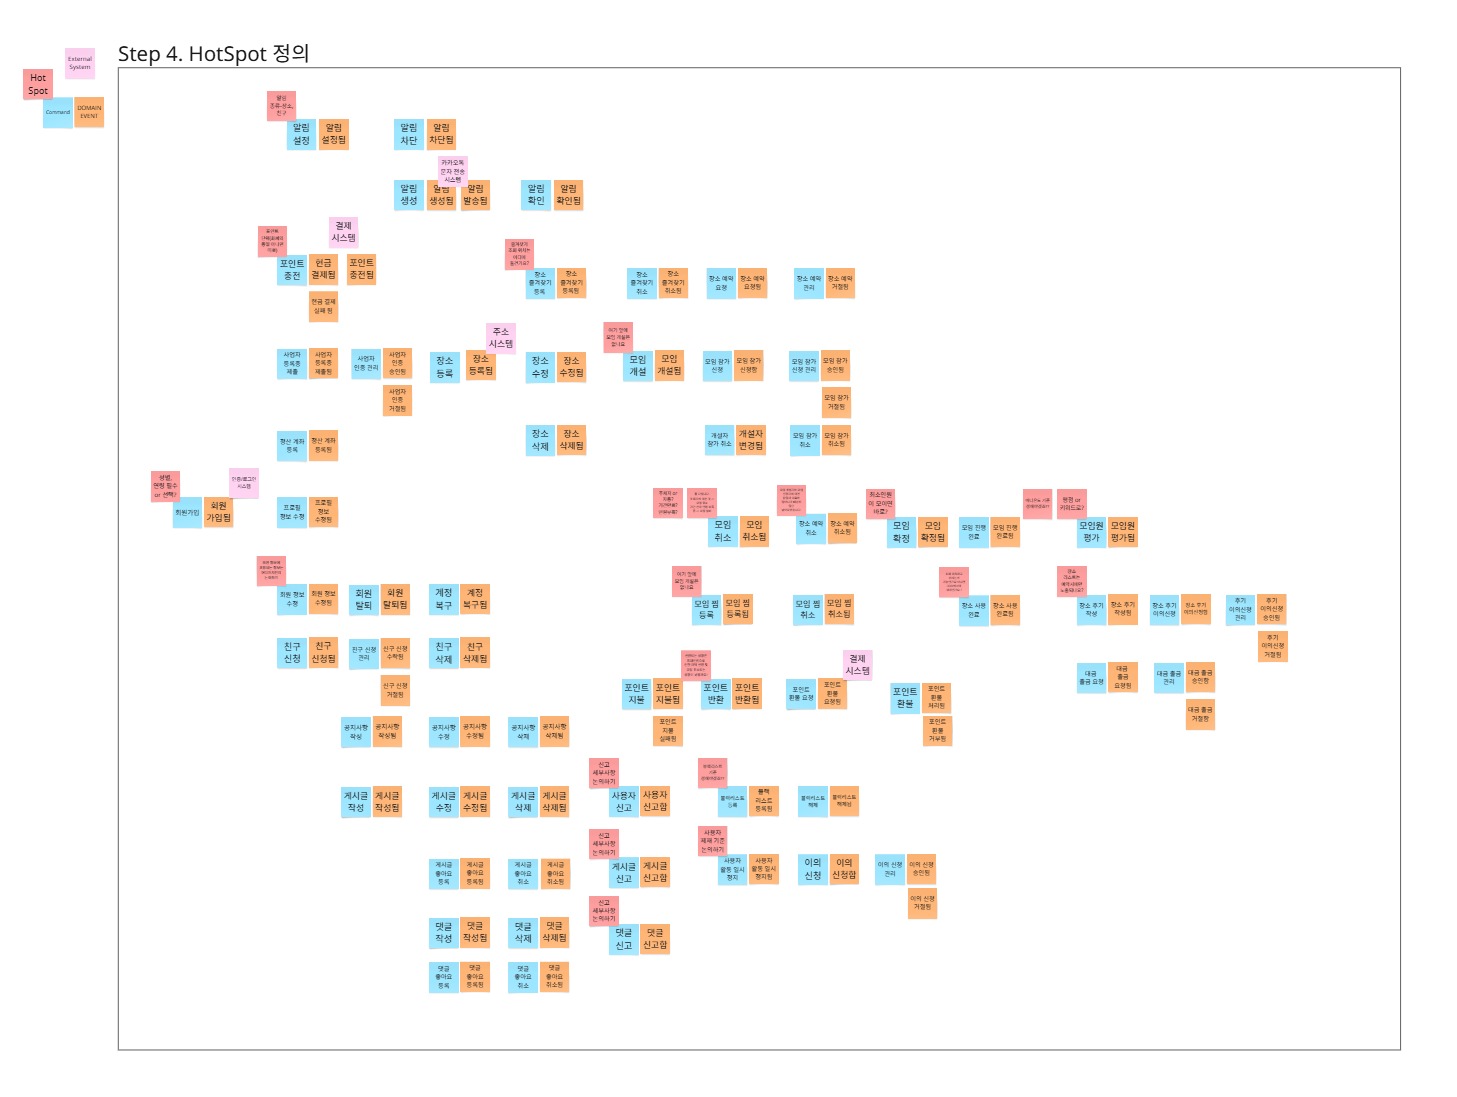 Step 4. HotSpot 정의
External
System
Hot
Spot
Command
DOMAIN
EVENT
알림
종류-장소,
친구
알림
설정
알림
설정됨
알림
차단
알림
차단됨
카카오톡
문자 전송
시스템
알림
생성
알림
생성됨
알림
발송됨
알림
확인
알림
확인됨
결제
시스템
포인트
충전
현금
결제됨
포인트
충전됨
현금 결제
실패 됨
즐겨찾기
장소
즐겨찾기
등록
장소
즐겨찾기
등록됨
장소
즐겨찾기
취소
장소
즐겨찾기
취소됨
장소 예약
요청
장소 예약
요청됨
장소 예약
관리
장소 예약
거절됨
주소
시스템
사업자
등록증
제출
사업자
등록증
제출됨
사업자
인증 관리
사업자
인증
승인됨
사업자
인증
거절됨
장소
등록
장소
등록됨
장소
수정
장소
수정됨
모임
개설
모임
개설됨
모임 참가
신청
모임 참가
신청함
모임 참가
신청 관리
모임 참가
승인됨
모임 참가
거절됨
정산 계좌
등록
정산 계좌
등록됨
장소
삭제
장소
삭제됨
개설자
참가 취소
개설자
변경됨
모임 참가
취소
모임 참가
취소됨
성별,
연령 필수
or 선택?
인증/로그인
시스템
회원가입
회원
가입됨
프로필
정보 수정
프로필
정보
수정됨
모임
취소
모임
취소됨
장소 예약
취소
장소 예약
취소됨
최소인원
이 모이면
바로?
모임
확정
모임
확정됨
모임 진행
완료
모임 진행
완료됨
평점 or
키워드로?
모임원
평가
모임원
평가됨
회원 정보
수정
회원 정보
수정됨
회원
탈퇴
회원
탈퇴됨
계정
복구
계정
복구됨
모임 찜
등록
모임 찜
등록됨
모임 찜
취소
모임 찜
취소됨
장소 사용
완료
장소 사용
완료됨
장소 후기
작성
장소 후기
작성됨
장소 후기
이의신청
장소 후기
이의신청됨
후기
이의신청
관리
후기
이의신청
승인됨
후기
이의신청
거절됨
친구
신청
친구
신청됨
친구 신청
관리
친구 신청
수락됨
친구 신청
거절됨
친구
삭제
친구
삭제됨
결제
시스템
포인트
지불
포인트
지불됨
포인트
지불
실패됨
포인트
반환
포인트
반환됨
포인트
환불 요청
포인트
환불
요청됨
포인트
환불
포인트
환불
처리됨
포인트
환불
거부됨
대금
출금 요청
대금
출금
요청됨
대금 출금
관리
대금 출금
승인함
대금 출금
거절함
공지사항
작성
공지사항
작성됨
공지사항
수정
공지사항
수정됨
공지사항
삭제
공지사항
삭제됨
게시글
작성
게시글
작성됨
게시글
수정
게시글
수정됨
게시글
삭제
게시글
삭제됨
신고
세부사항
논의하기
사용자
신고
사용자
신고함
블랙리스트
등록
블랙
리스트
등록됨
블랙리스트
해제
블랙리스트
해제됨
신고
세부사항
논의하기
게시글
신고
게시글
신고함
사용자
제재 기준
논의하기
사용자
활동 일시
정지
사용자
활동 일시
정지됨
이의
신청
이의
신청함
이의 신청
관리
이의 신청
승인됨
이의 신청
거절됨
게시글
좋아요
등록
게시글
좋아요
등록됨
게시글
좋아요
취소
게시글
좋아요
취소됨
신고
세부사항
논의하기
댓글
신고
댓글
신고함
댓글
작성
댓글
작성됨
댓글
삭제
댓글
삭제됨
댓글
좋아요
등록
댓글
좋아요
등록됨
댓글
좋아요
취소
댓글
좋아요
취소됨